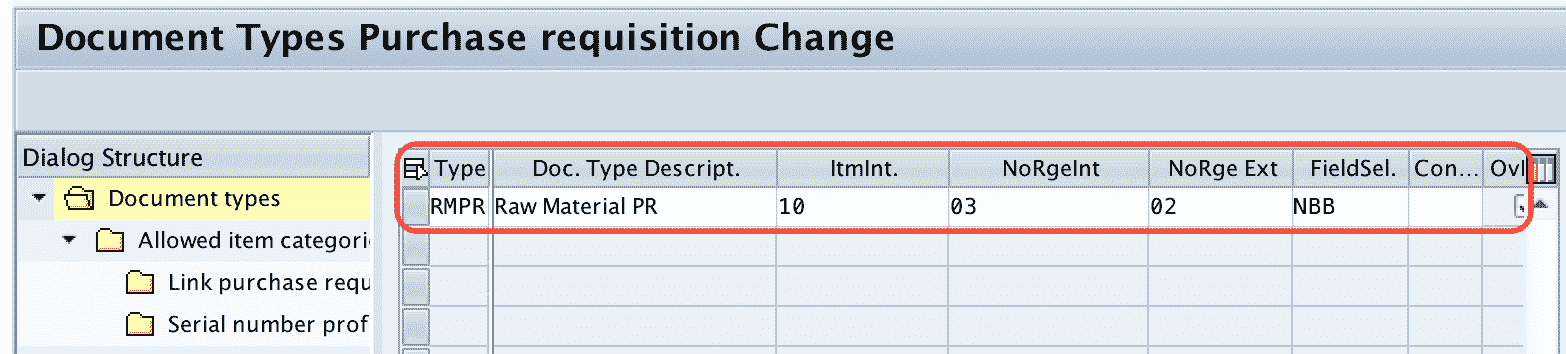 Document Types Purchase requisition Change
Dialog Structure
Document types
Allowed item categori
Link purchase requ
Serial number prof
Type Doc. Type Descript. ItmInt. NoRgeInt NoRge Ext FieldSel. Con... Ovl
RMPR Raw Material PR 10 03 02 NBB